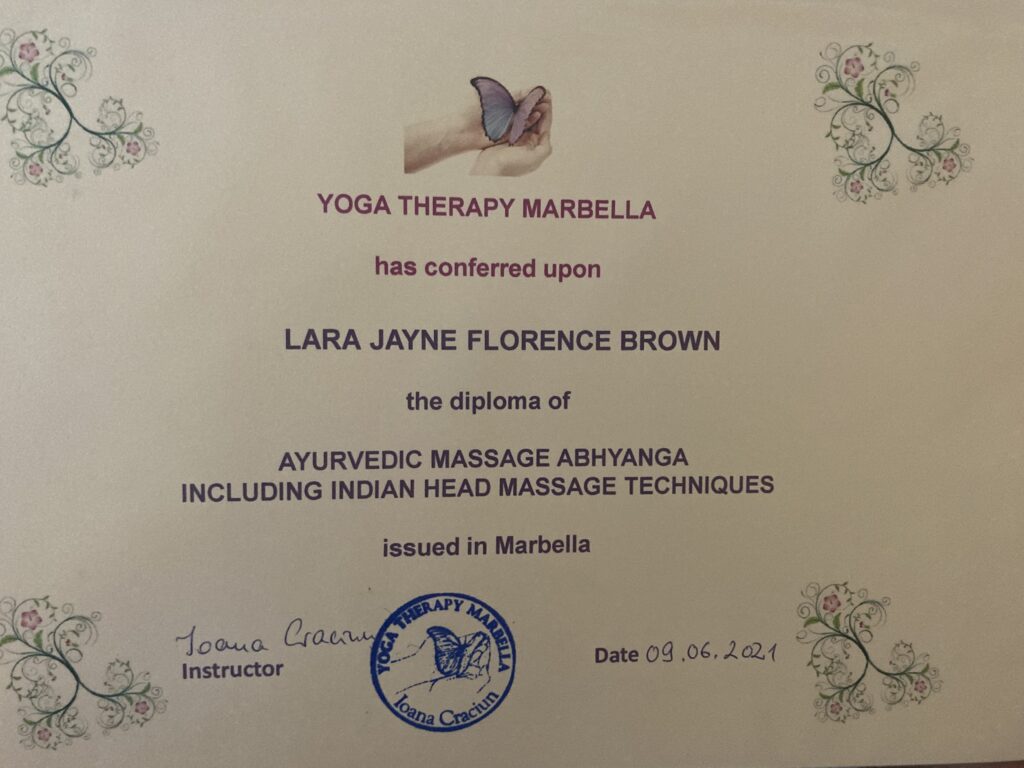 YOGA THERAPY MARBELLA
has conferred upon
LARA JAYNE FLORENCE BROWN
the diploma of
AYURVEDIC MASSAGE ABHYANGA
INCLUDING INDIAN HEAD MASSAGE TECHNIQUES
issued in Marbella
Ioana Craciun
Instructor
YOGA THERAPY MARBELLA
Ioana Craciun
Date 09.06.2021